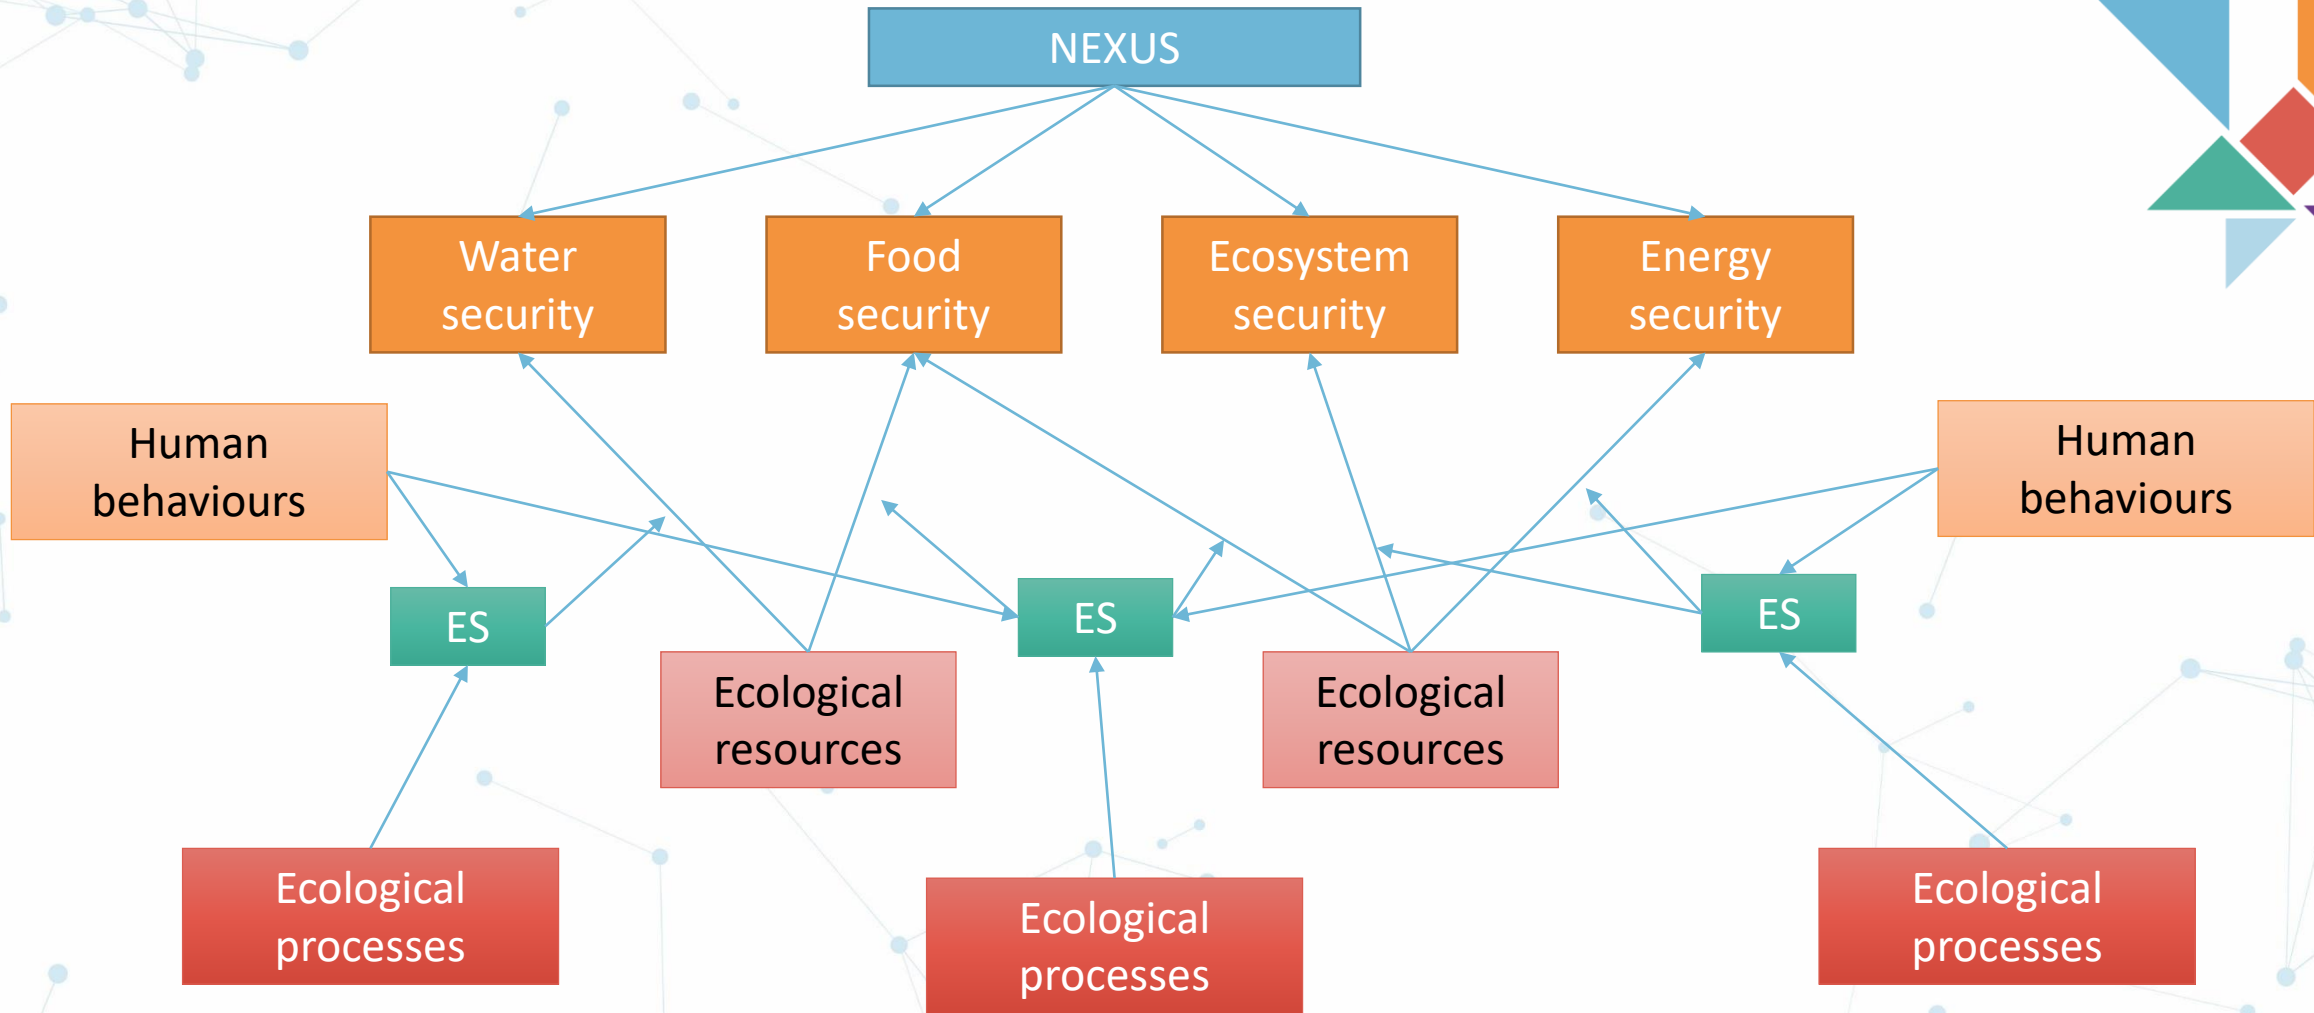 NEXUS
Water
security
Food
security
Ecosystem
security
Energy
security
Human
behaviours
Human
behaviours
ES
ES
ES
Ecological
resources
Ecological
resources
Ecological
processes
Ecological
processes
Ecological
processes